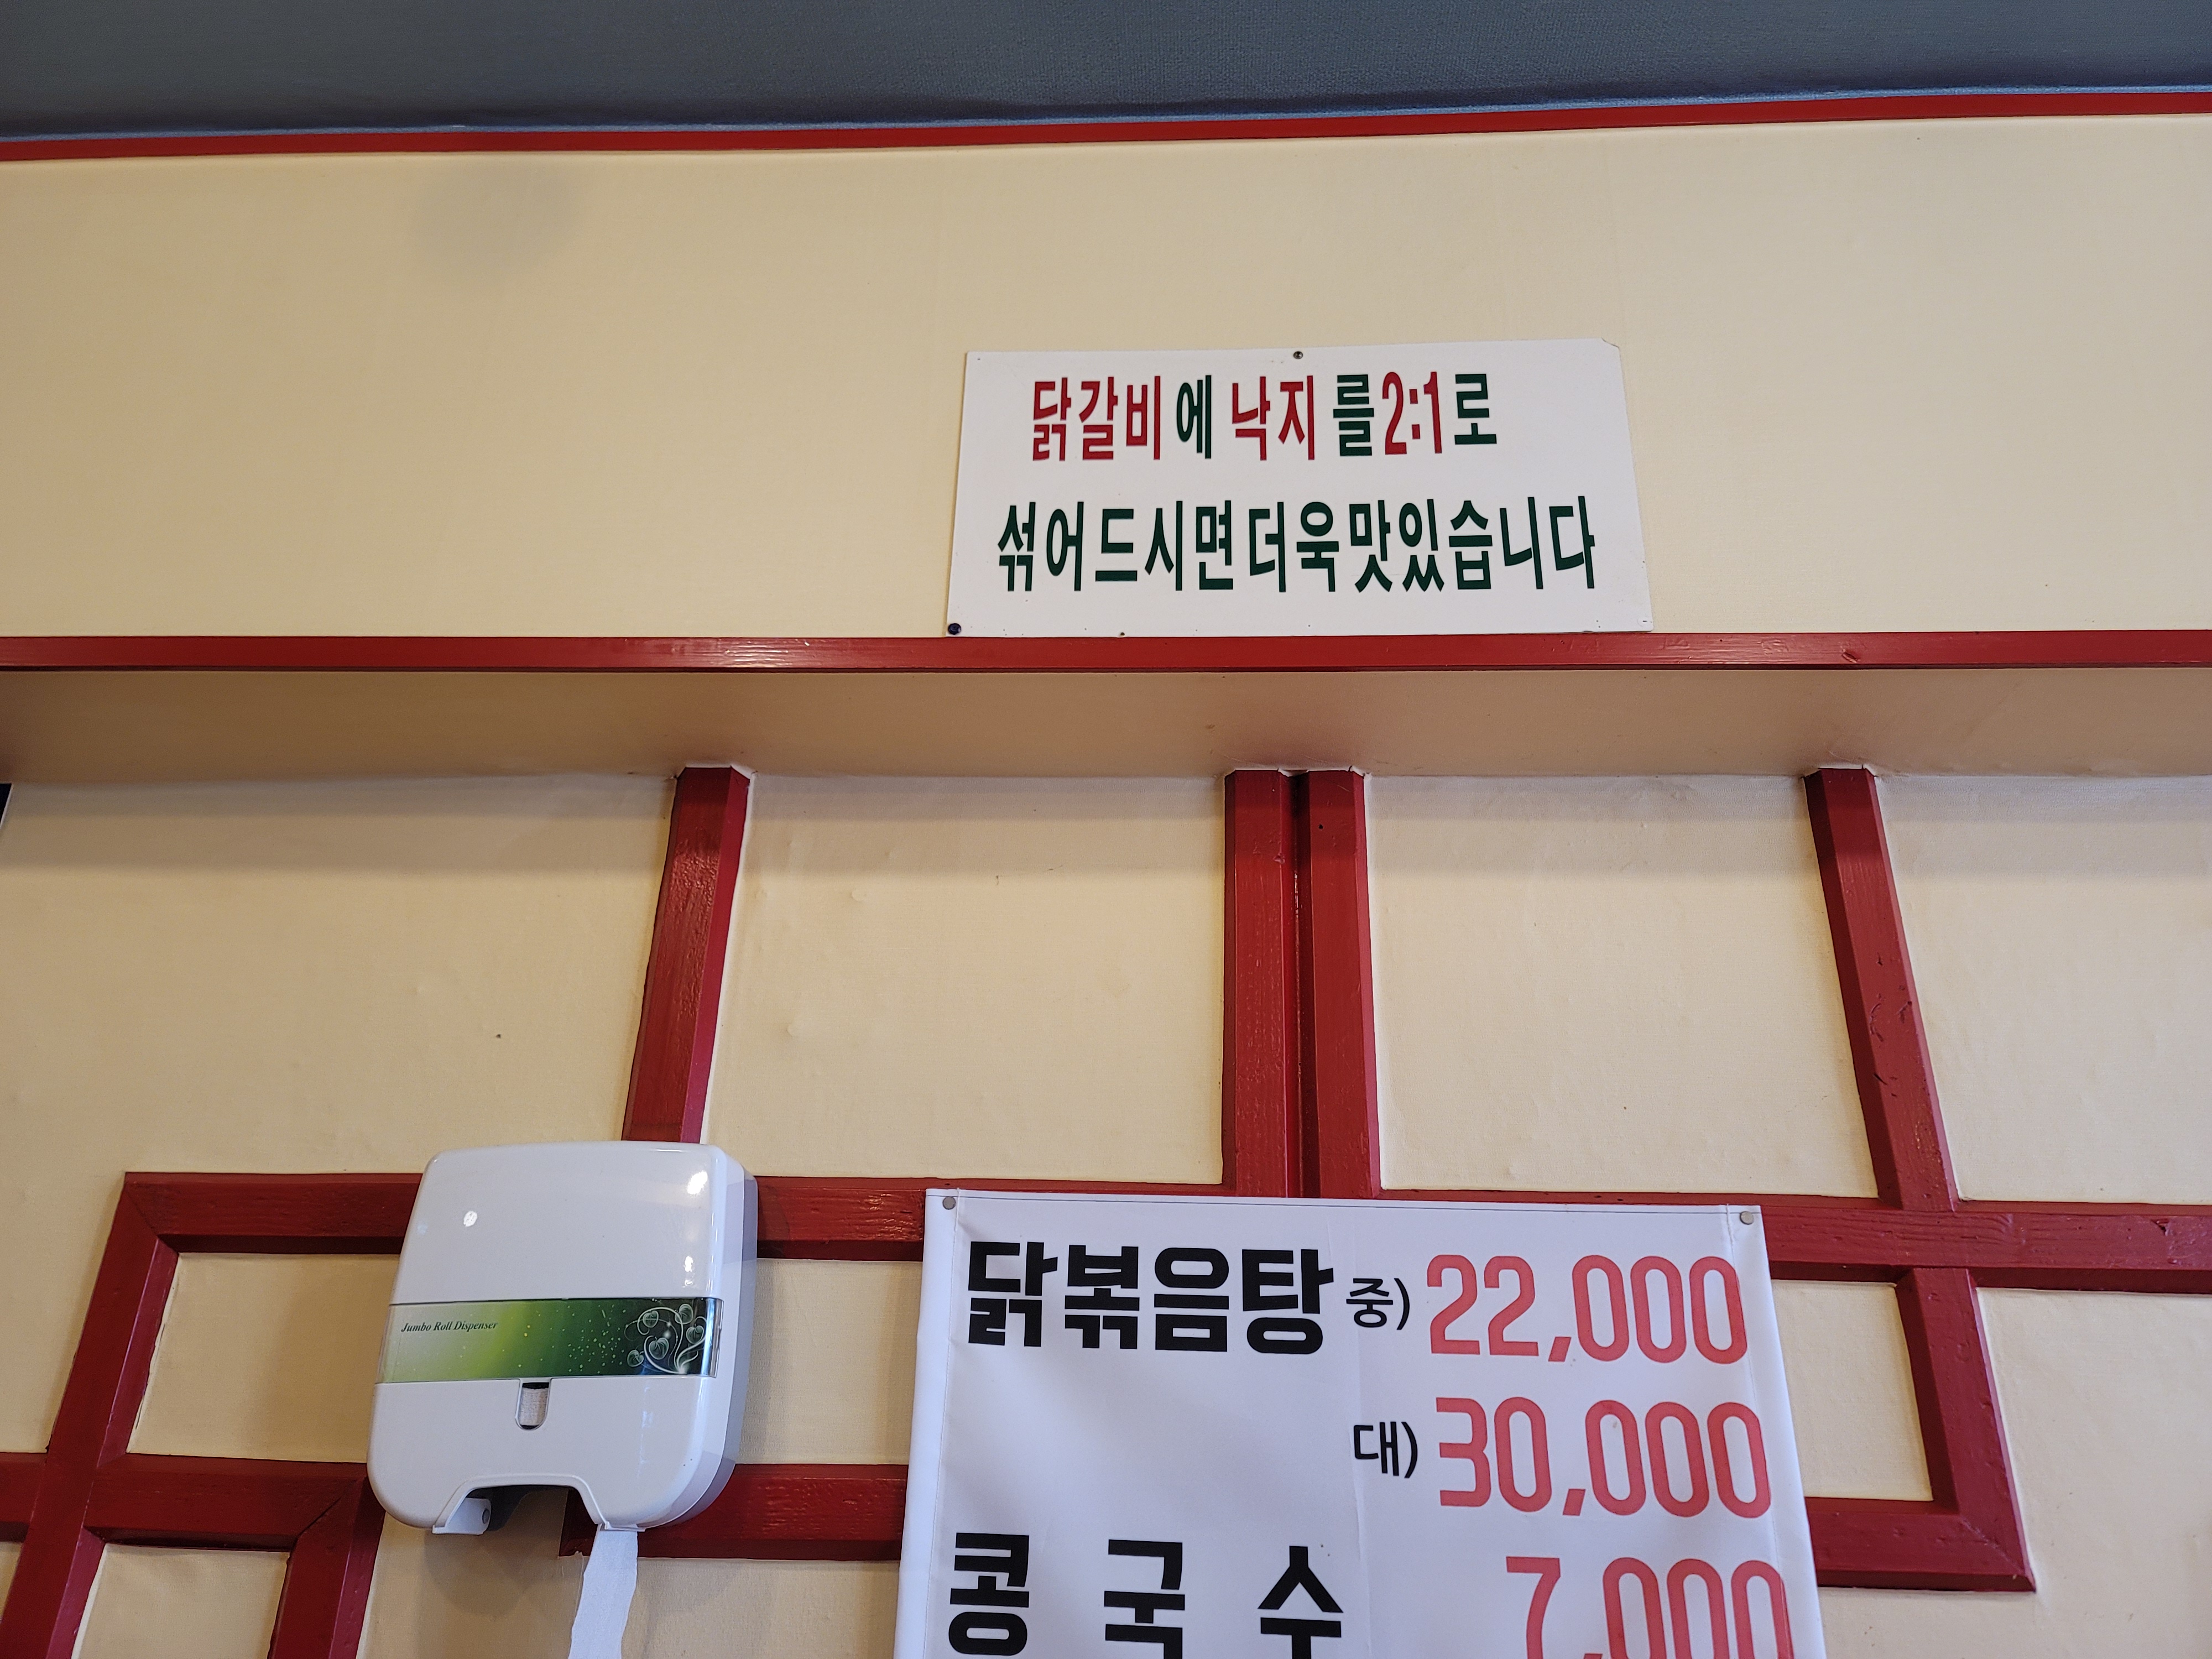 닭갈비에 낙지를 2:1로
섞어드시면 더욱 맛있습니다
Jumbo Roll Dispenser
닭볶음탕 중) 22,000
대) 30,000
콩국수 7,000